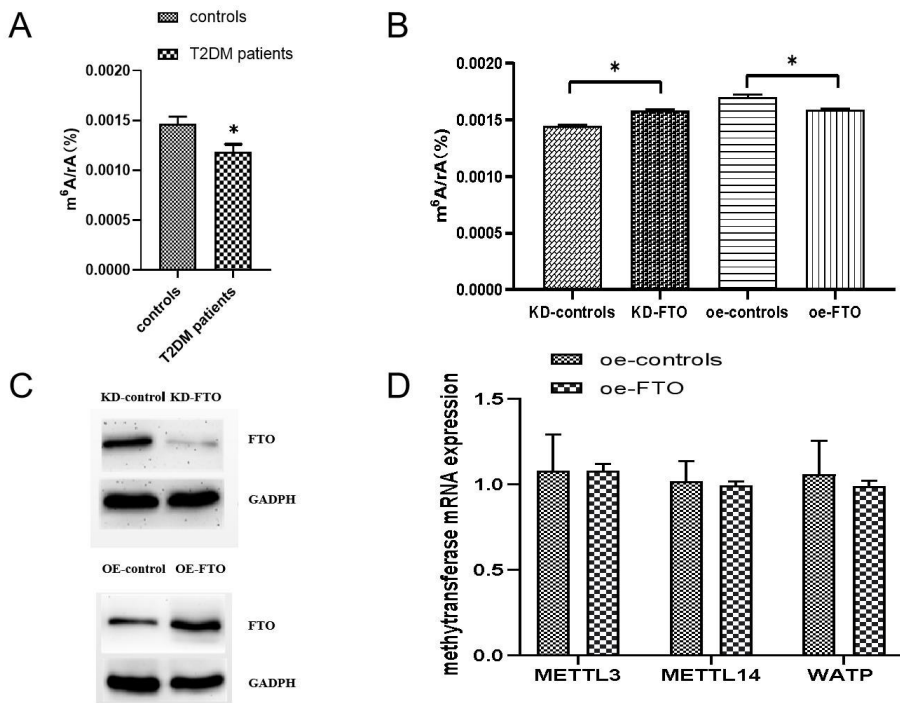 A
controls
T2DM patients
m⁶A/rA(%)
0.0020
0.0015
0.0010
0.0005
0.0000
*
controls
T2DM patients
B
m⁶A/rA(%)
0.0020
0.0015
0.0010
0.0005
0.0000
*
*
KD-controls KD-FTO oe-controls oe-FTO
C
KD-control KD-FTO
FTO
GADPH
OE-control OE-FTO
FTO
GADPH
D
oe-controls
oe-FTO
methytransferase mRNA expression
1.5
1.0
0.5
0.0
METTL3 METTL14 WATP